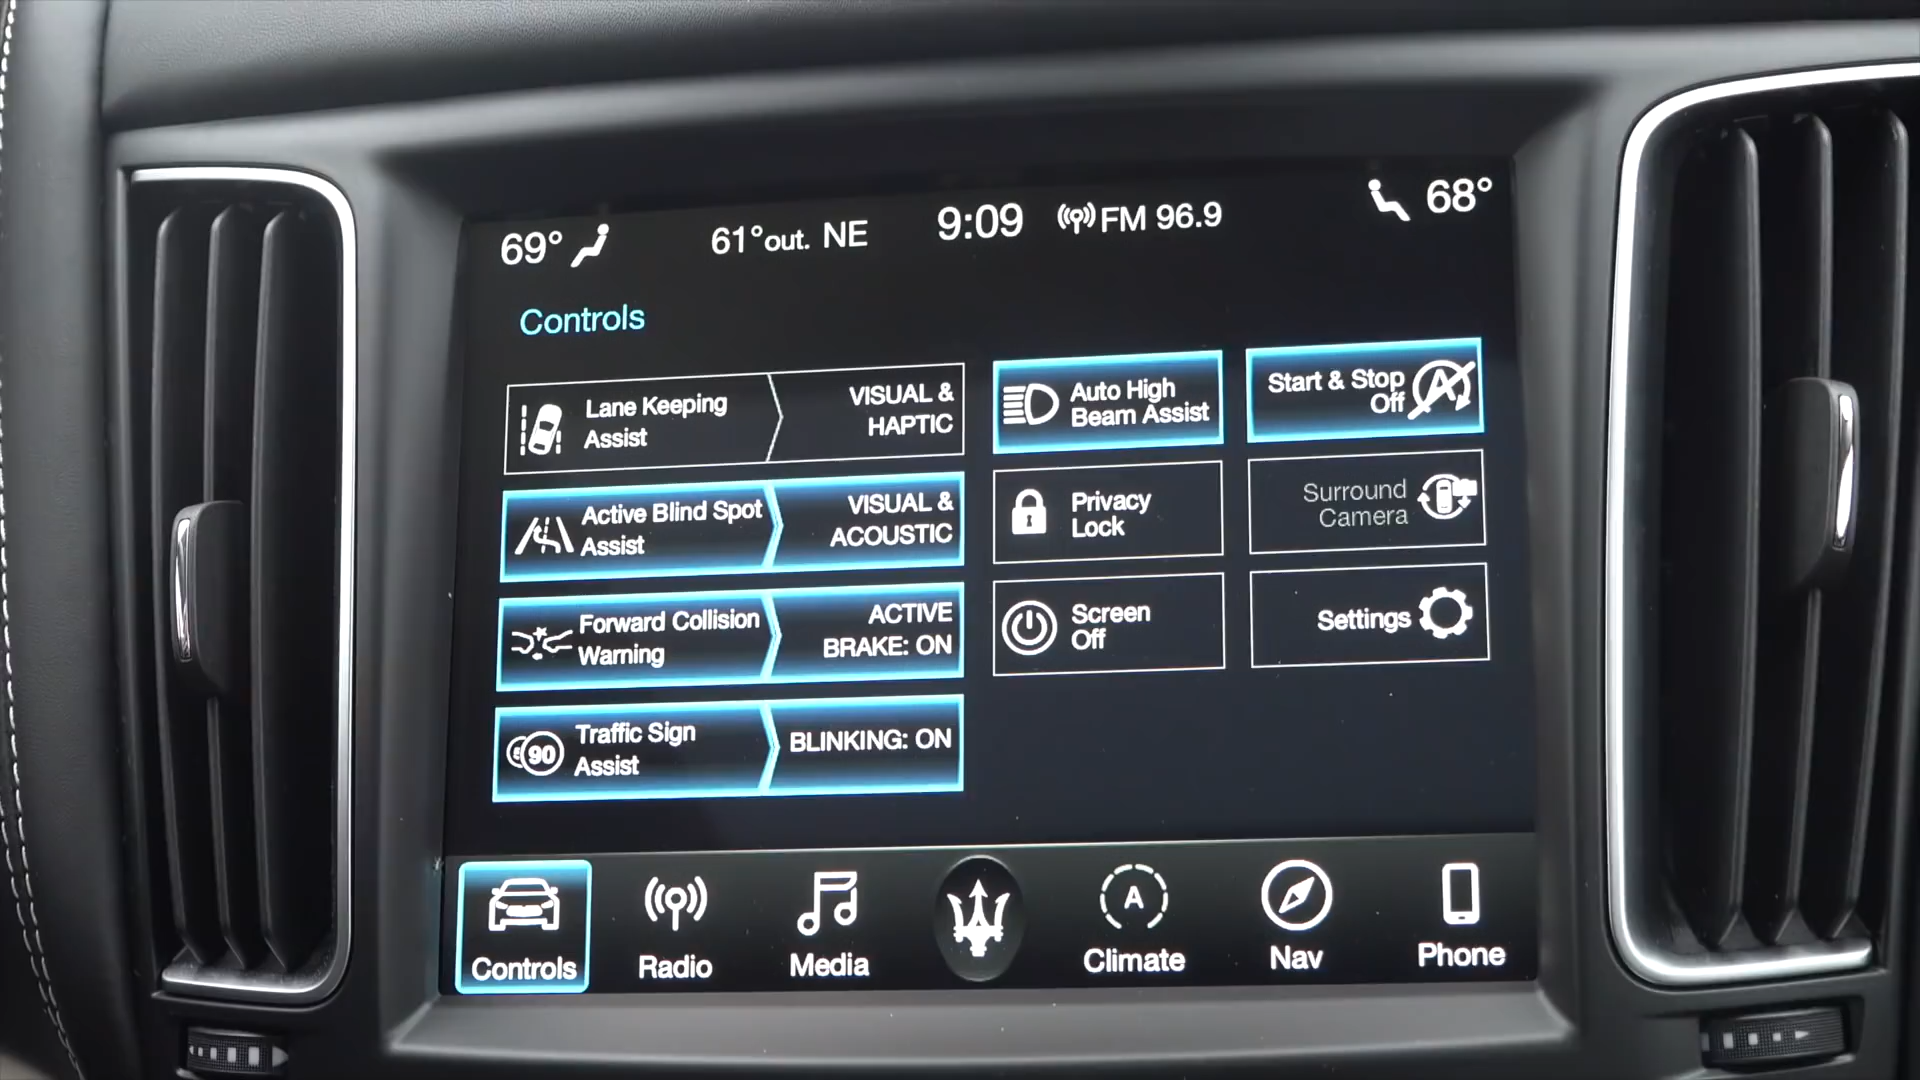 69° 61°out. NE 9:09 FM 96.9 68°
Controls
Lane Keeping
Assist
VISUAL &
HAPTIC
Auto High
Beam Assist
Start & Stop
Off
Active Blind Spot
Assist
VISUAL &
ACOUSTIC
Privacy
Lock
Surround
Camera
Forward Collision
Warning
ACTIVE
BRAKE: ON
Screen
Off
Settings
90
Traffic Sign
Assist
BLINKING: ON
A
Controls Radio Media Climate Nav Phone